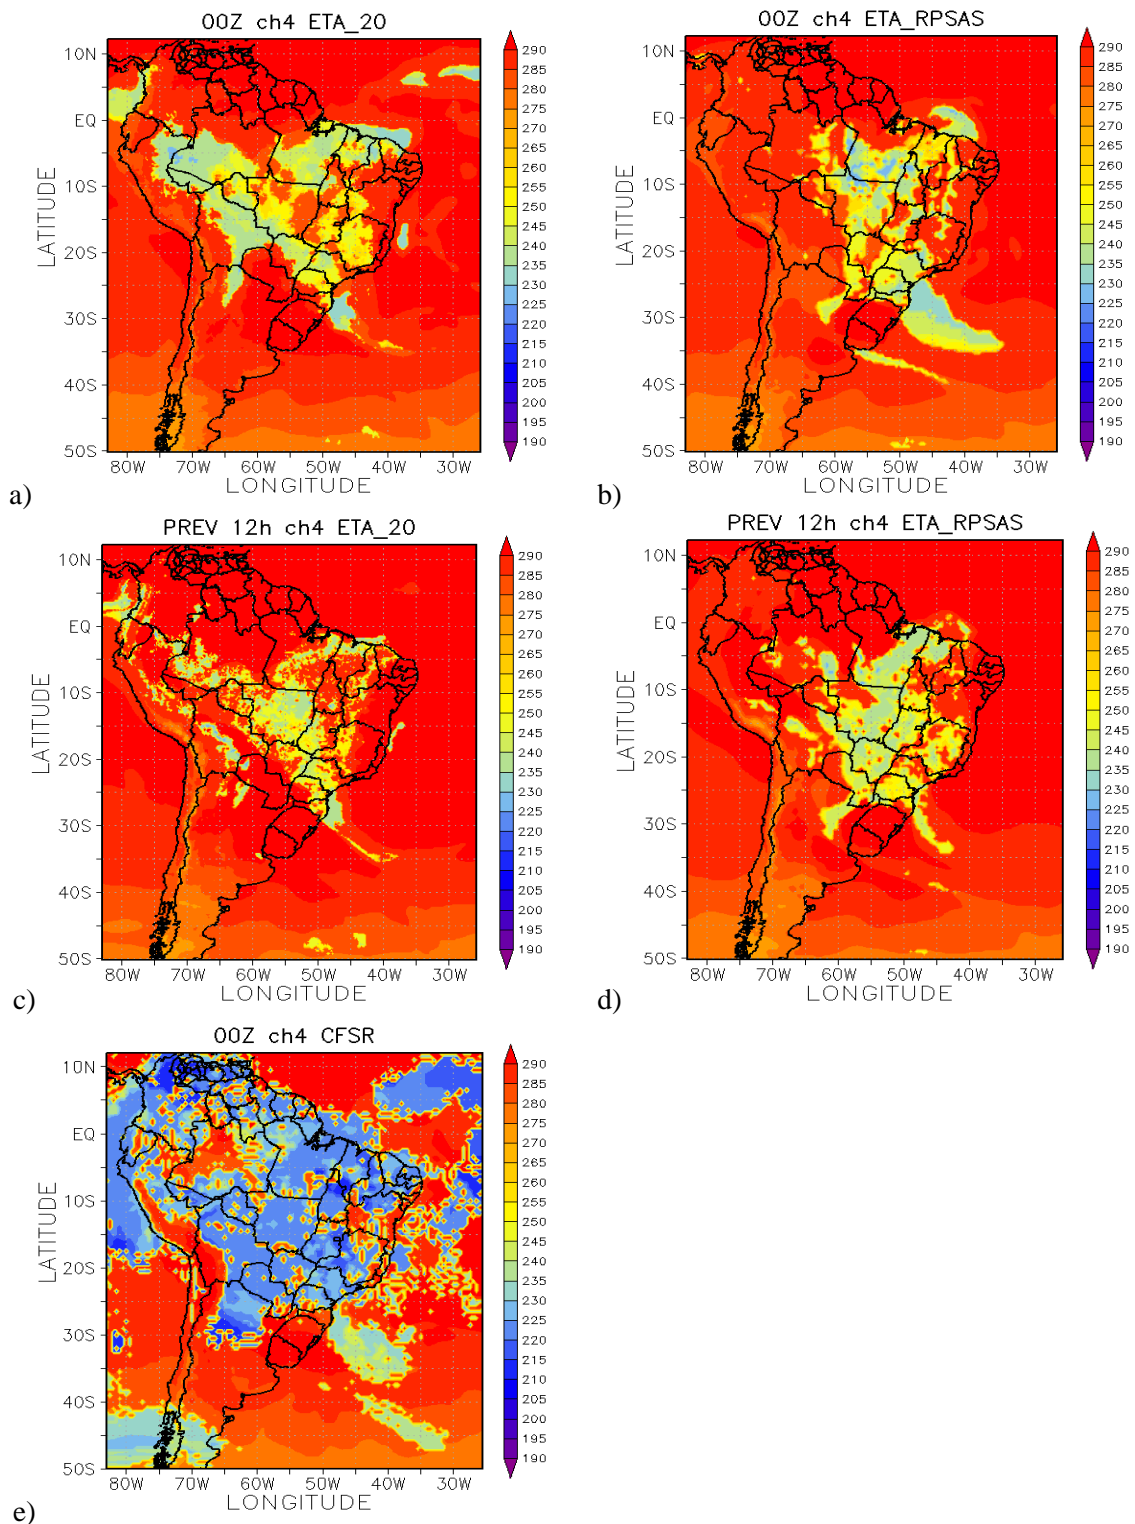 00Z ch4 ETA_20
290
285
280
275
270
265
260
255
250
245
240
235
230
225
220
215
210
205
200
195
190
10N
EQ
10S
20S
30S
40S
50S
LATITUDE
80W 70W 60W 50W 40W 30W
LONGITUDE
a)
00Z ch4 ETA_RPSAS
290
285
280
275
270
265
260
255
250
245
240
235
230
225
220
215
210
205
200
195
190
10N
EQ
10S
20S
30S
40S
50S
LATITUDE
80W 70W 60W 50W 40W 30W
LONGITUDE
b)
PREV 12h ch4 ETA_20
290
285
280
275
270
265
260
255
250
245
240
235
230
225
220
215
210
205
200
195
190
10N
EQ
10S
20S
30S
40S
50S
LATITUDE
80W 70W 60W 50W 40W 30W
LONGITUDE
c)
PREV 12h ch4 ETA_RPSAS
290
285
280
275
270
265
260
255
250
245
240
235
230
225
220
215
210
205
200
195
190
10N
EQ
10S
20S
30S
40S
50S
LATITUDE
80W 70W 60W 50W 40W 30W
LONGITUDE
d)
00Z ch4 CFSR
290
285
280
275
270
265
260
255
250
245
240
235
230
225
220
215
210
205
200
195
190
10N
EQ
10S
20S
30S
40S
50S
LATITUDE
80W 70W 60W 50W 40W 30W
LONGITUDE
e)